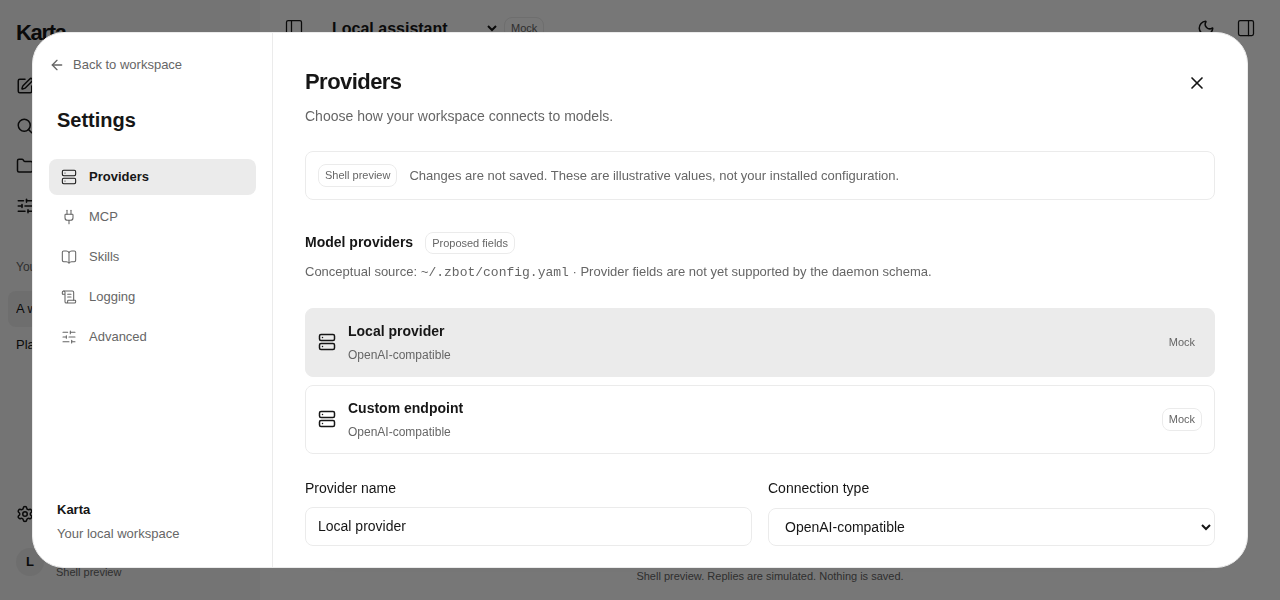 Karta
Local assistant
Mock
Back to workspace
Settings
Providers
MCP
Skills
Logging
Advanced
Karta
Your local workspace
Providers
Choose how your workspace connects to models.
Shell preview
Changes are not saved. These are illustrative values, not your installed configuration.
Model providers
Proposed fields
Conceptual source: ~/.zbot/config.yaml · Provider fields are not yet supported by the daemon schema.
Local provider
OpenAI-compatible
Mock
Custom endpoint
OpenAI-compatible
Mock
Provider name
Connection type
Local provider
OpenAI-compatible
L
Shell preview
Shell preview. Replies are simulated. Nothing is saved.